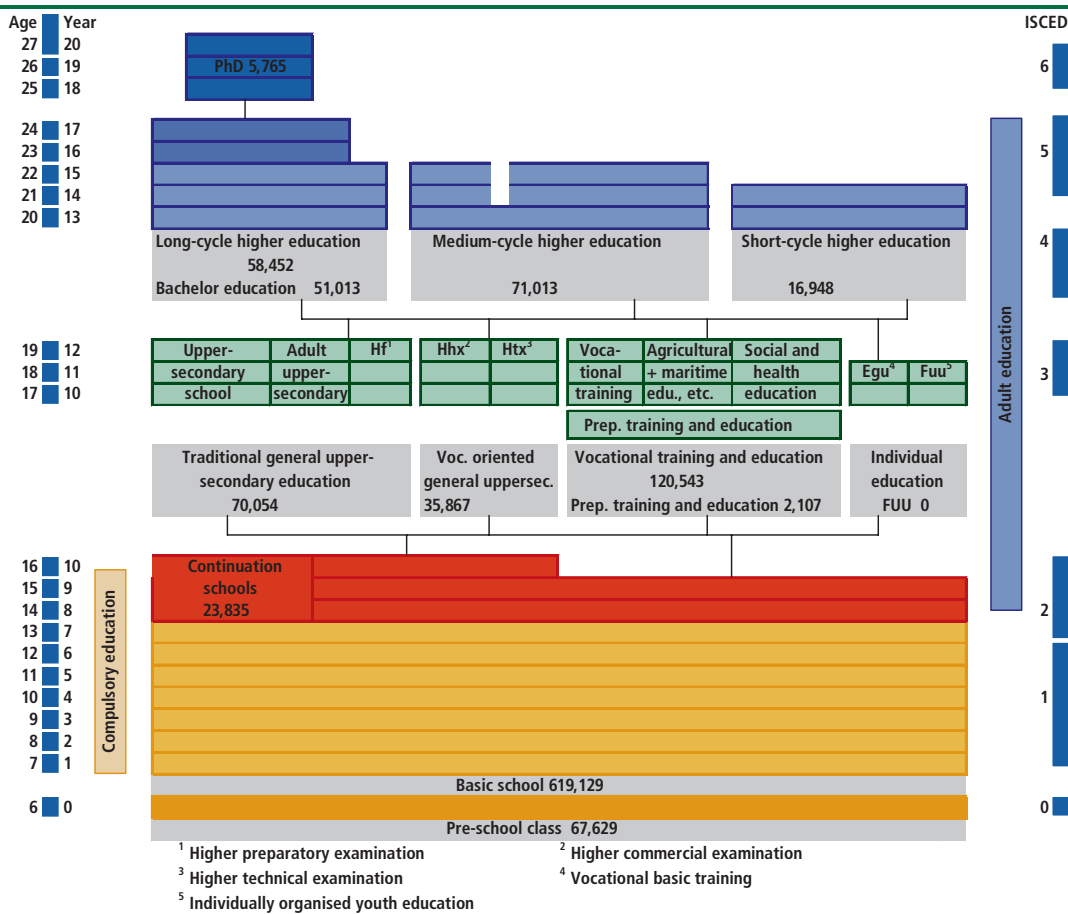 Age Year ISCED
27 20
26 19 PhD 5,765 6
25 18
24 17
23 16 5
22 15
21 14
20 13
Long-cycle higher education Medium-cycle higher education Short-cycle higher education 4
58,452
Bachelor education 51,013 71,013 16,948
Adult education
19 12 Upper- Adult Hf1 Hhx2 Htx3 Voca- Agricultural Social and
18 11 secondary upper- tional + maritime health Egu4 Fuu5 3
17 10 school secondary training edu., etc. education
Prep. training and education
Traditional general upper- Voc. oriented Vocational training and education Individual
secondary education general uppersec. 120,543 education
70,054 35,867 Prep. training and education 2,107 FUU 0
16 10 Continuation
15 9 schools
14 8 23,835 2
13 7
12 6
11 5
10 4 1
9 3
8 2
7 1
Compulsory education
Basic school 619,129
6 0 0
Pre-school class 67,629
1 Higher preparatory examination 2 Higher commercial examination
3 Higher technical examination 4 Vocational basic training
5 Individually organised youth education